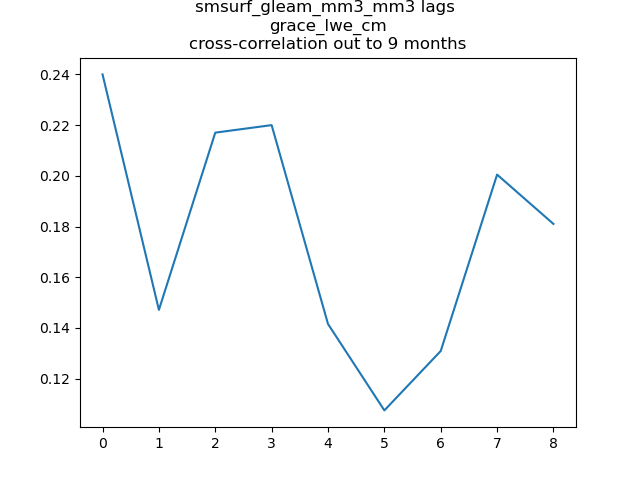 smsurf_gleam_mm3_mm3 lags
grace_lwe_cm
cross-correlation out to 9 months
0.24
0.22
0.20
0.18
0.16
0.14
0.12
0 1 2 3 4 5 6 7 8